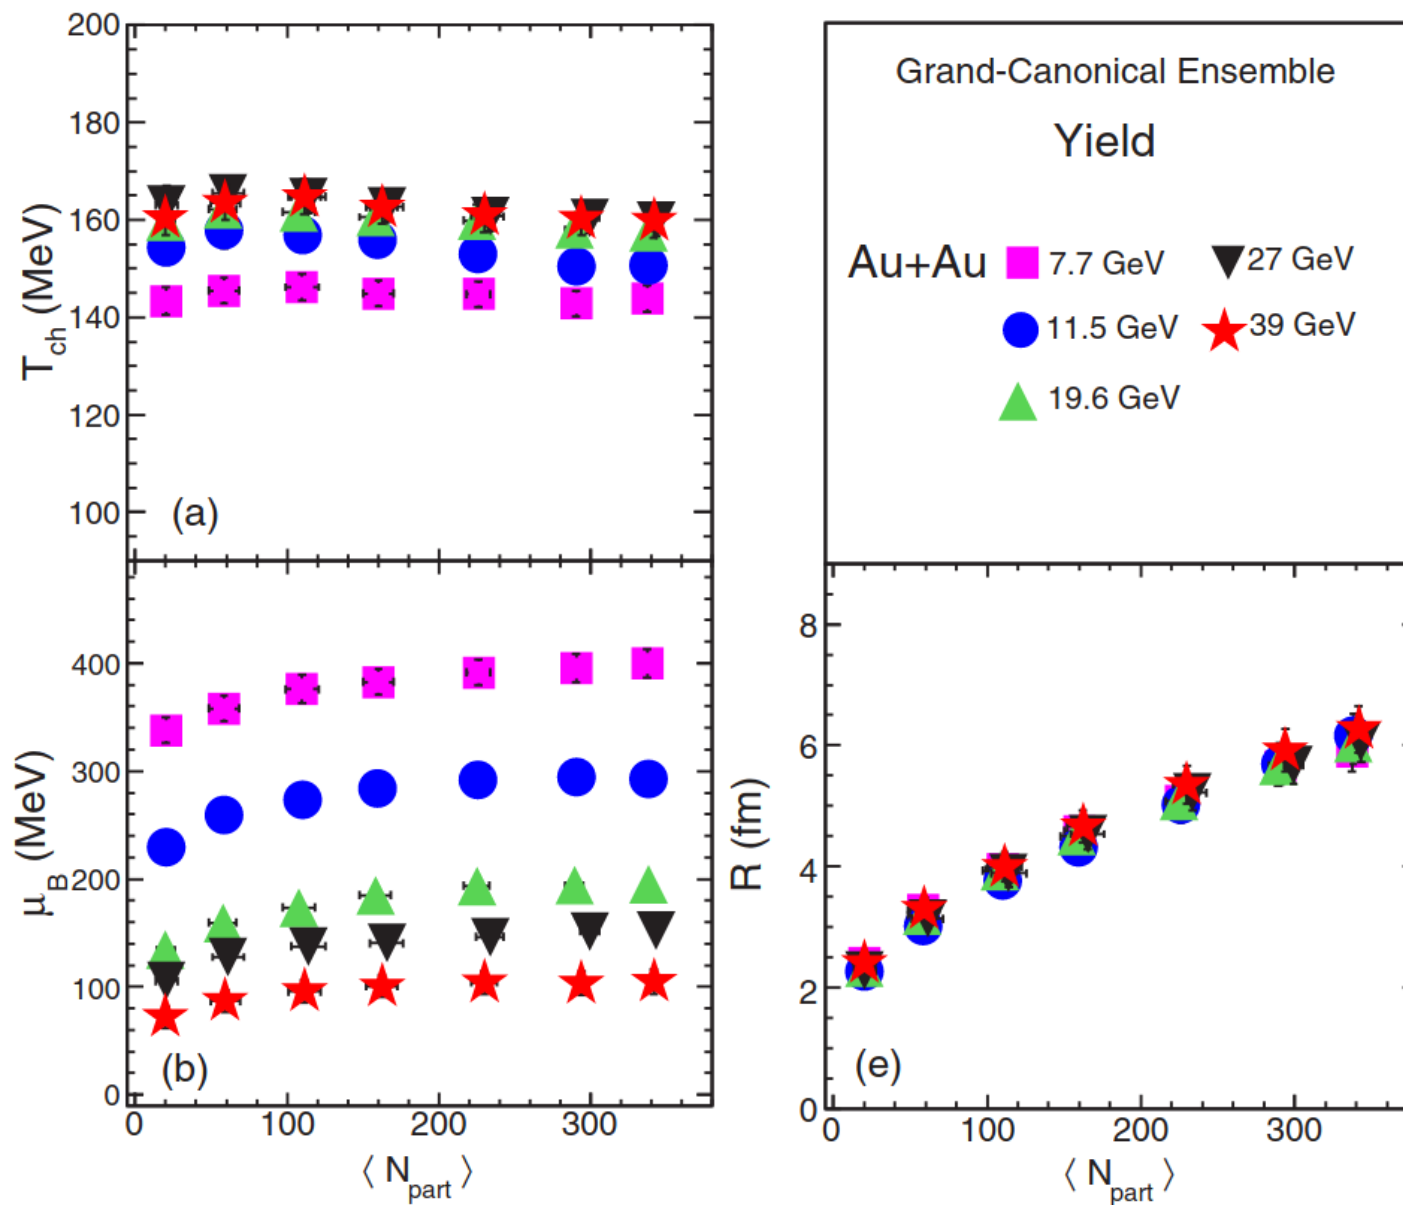 200
180
160
140
120
100
T_ch (MeV)
(a)
Grand-Canonical Ensemble
Yield
Au+Au
7.7 GeV
27 GeV
11.5 GeV
39 GeV
19.6 GeV
400
300
200
100
0
μ_B (MeV)
(b)
0 100 200 300
⟨ N_part ⟩
8
6
4
2
0
R (fm)
(e)
0 100 200 300
⟨ N_part ⟩